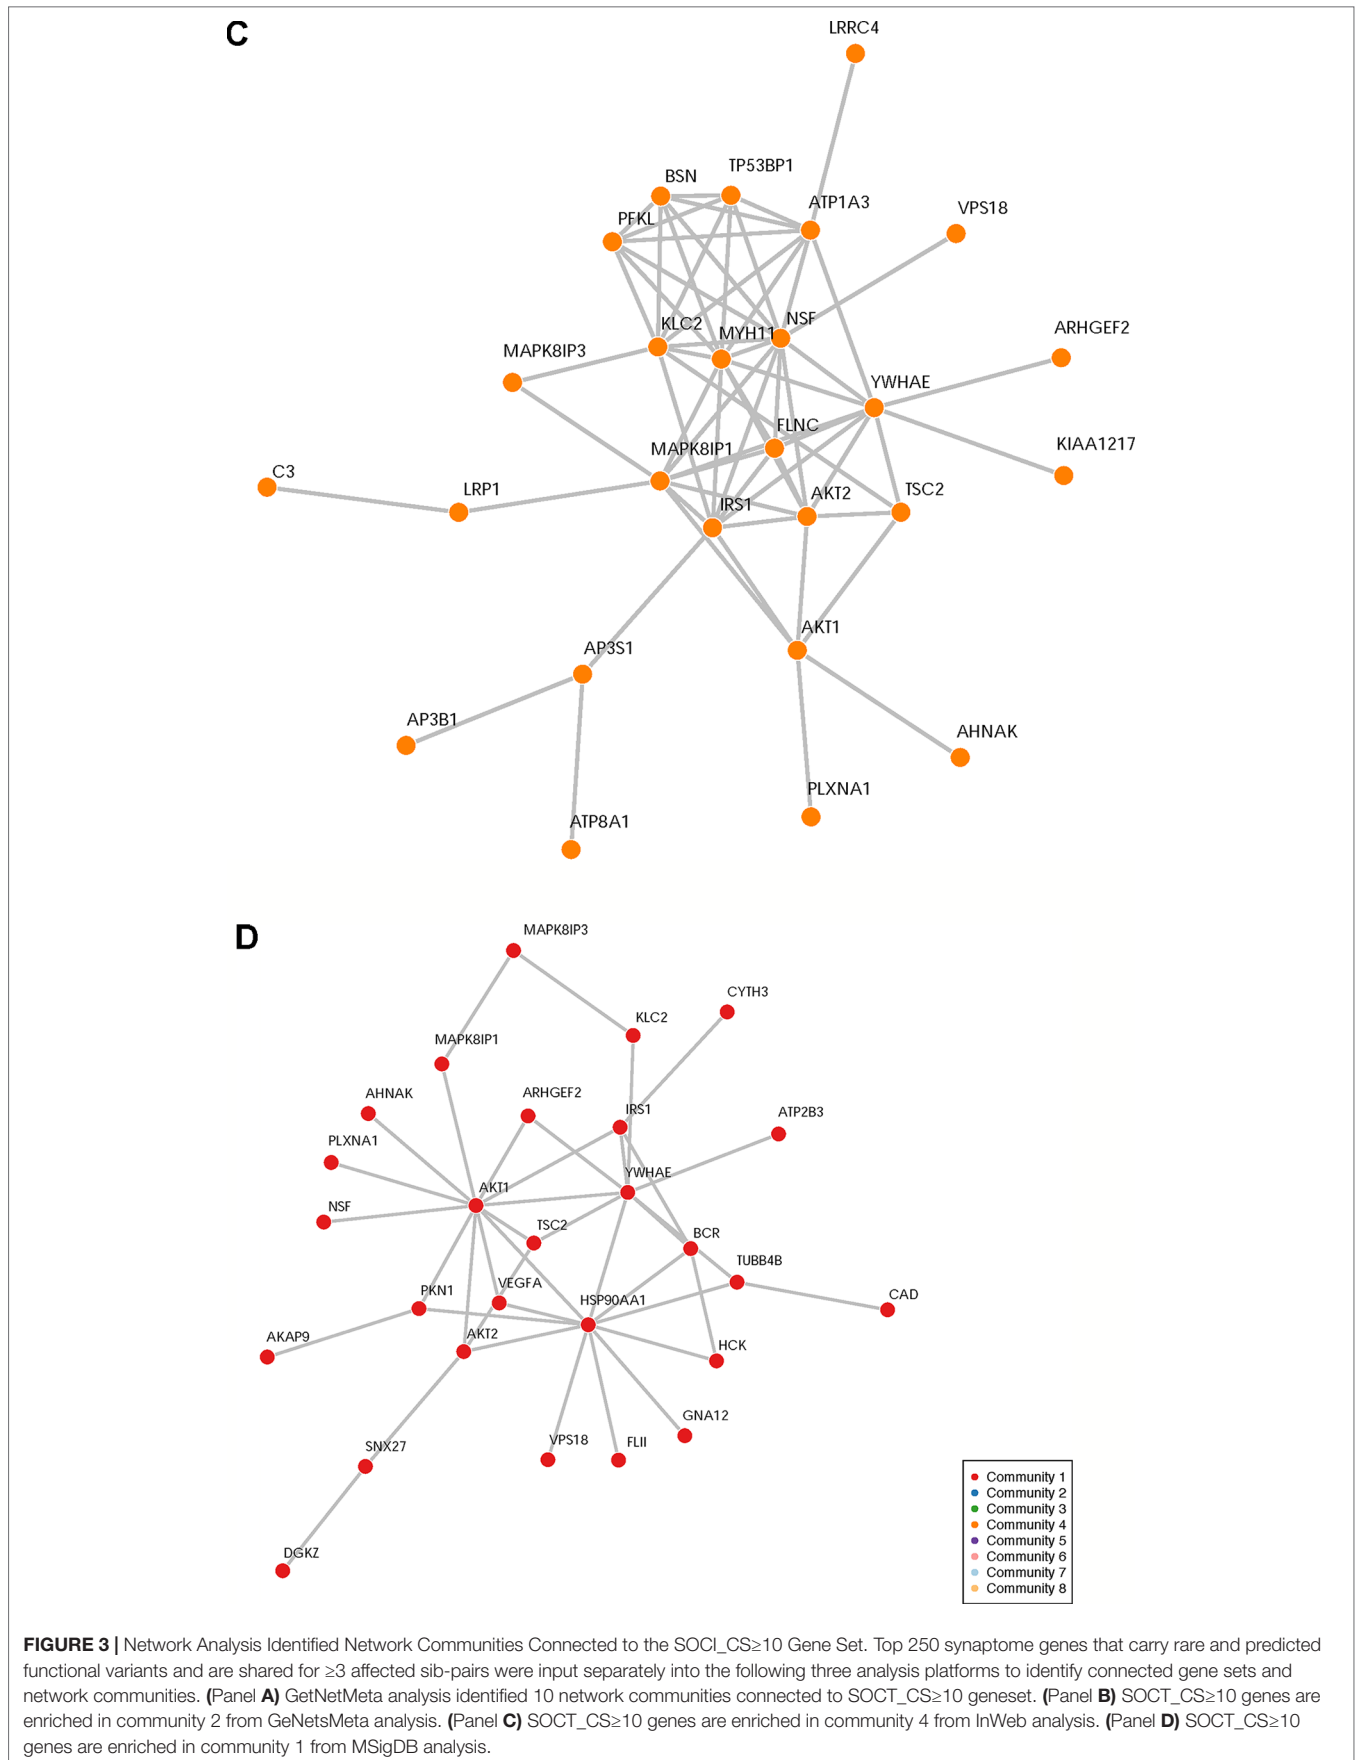 C
LRRC4
TP53BP1
BSN
ATP1A3
VPS18
PFKL
NSF
KLC2
MYH11
ARHGEF2
MAPK8IP3
YWHAE
FLNC
KIAA1217
MAPK8IP1
C3
LRP1
AKT2
TSC2
IRS1
AKT1
AP3S1
AP3B1
AHNAK
PLXNA1
ATP8A1
D
MAPK8IP3
CYTH3
KLC2
MAPK8IP1
AHNAK
ARHGEF2
IRS1
ATP2B3
PLXNA1
YWHAE
AKT1
NSF
TSC2
BCR
TUBB4B
VEGFA
PKN1
HSP90AA1
CAD
AKAP9
AKT2
HCK
GNA12
VPS18
FLII
SNX27
DGKZ
Community 1
Community 2
Community 3
Community 4
Community 5
Community 6
Community 7
Community 8
FIGURE 3 | Network Analysis Identified Network Communities Connected to the SOCI_CS≥10 Gene Set. Top 250 synaptome genes that carry rare and predicted
functional variants and are shared for ≥3 affected sib-pairs were input separately into the following three analysis platforms to identify connected gene sets and
network communities. (Panel A) GetNetMeta analysis identified 10 network communities connected to SOCT_CS≥10 geneset. (Panel B) SOCT_CS≥10 genes are
enriched in community 2 from GeNetsMeta analysis. (Panel C) SOCT_CS≥10 genes are enriched in community 4 from InWeb analysis. (Panel D) SOCT_CS≥10
genes are enriched in community 1 from MSigDB analysis.